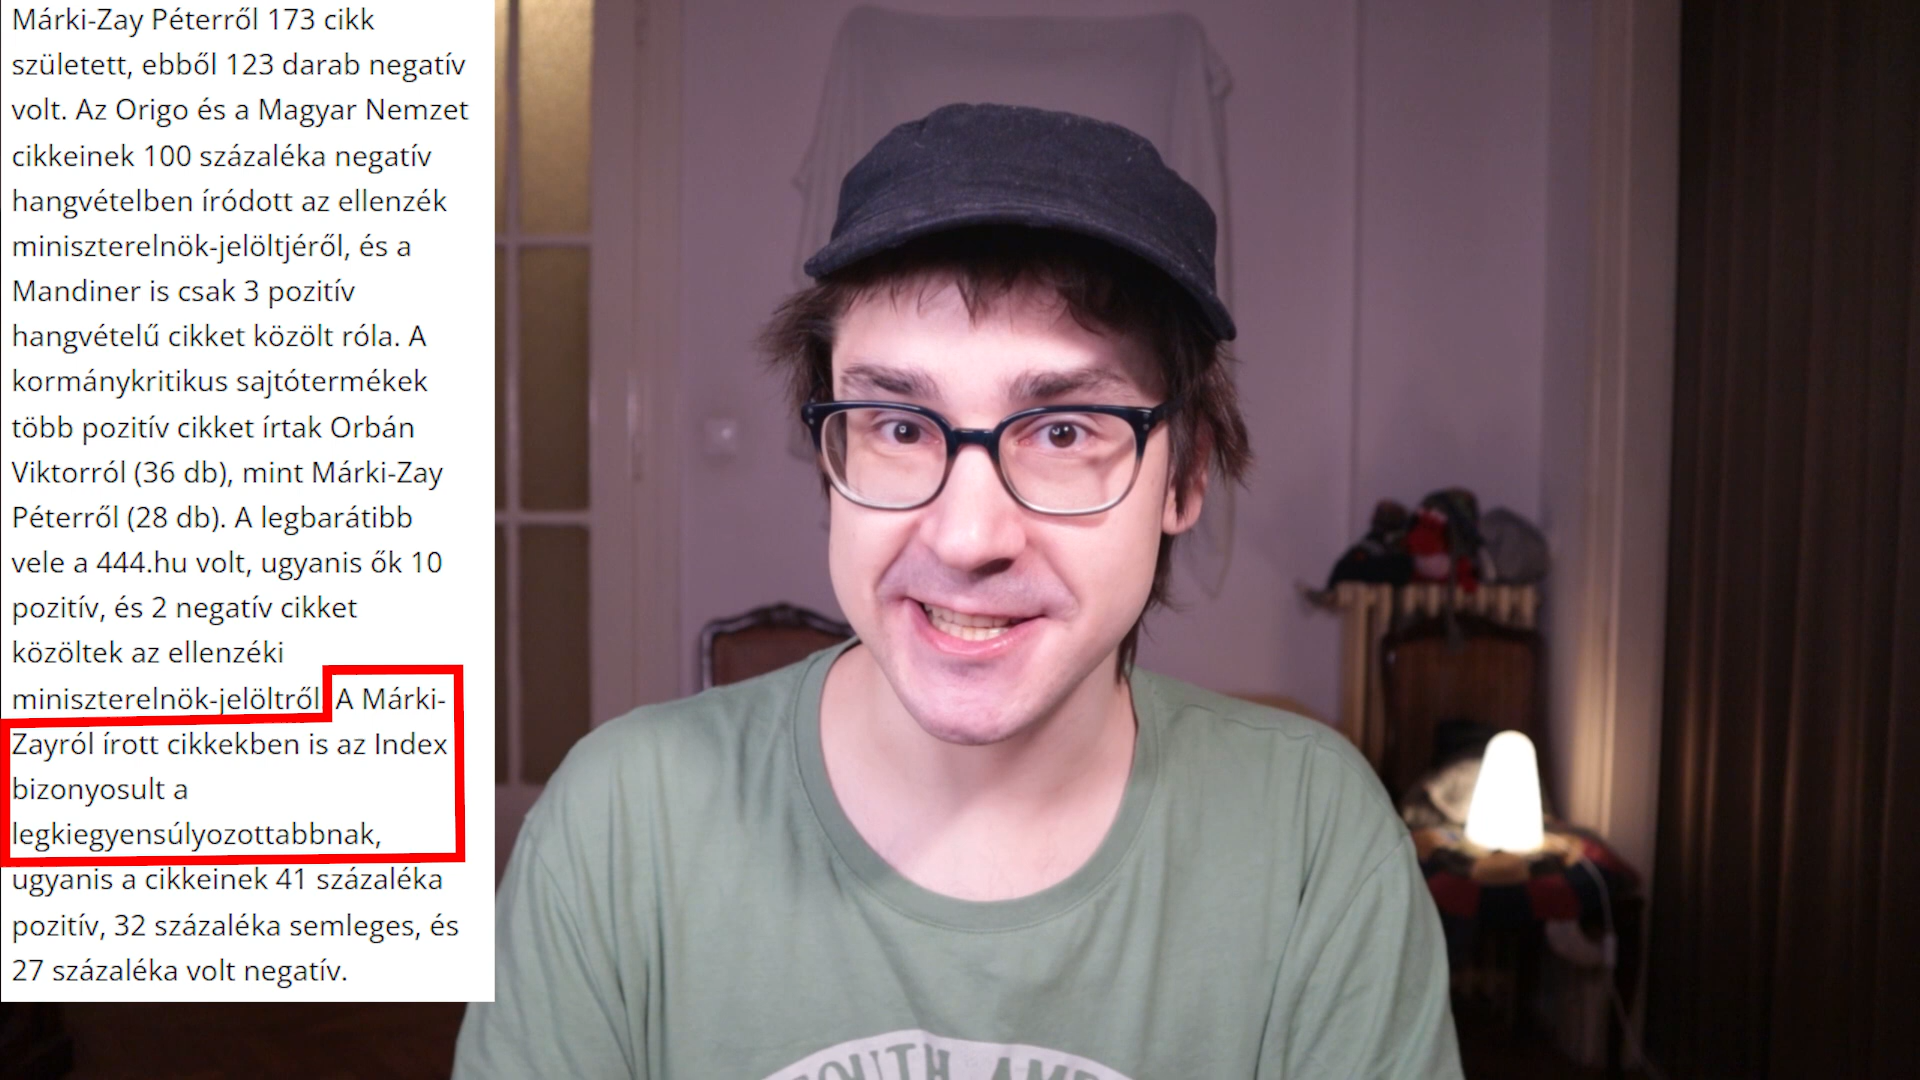 Márki-Zay Péterről 173 cikk
született, ebből 123 darab negatív
volt. Az Origo és a Magyar Nemzet
cikkeinek 100 százaléka negatív
hangvételben íródott az ellenzék
miniszterelnök-jelöltjéről, és a
Mandiner is csak 3 pozitív
hangvételű cikket közölt róla. A
kormánykritikus sajtótermékek
több pozitív cikket írtak Orbán
Viktorról (36 db), mint Márki-Zay
Péterről (28 db). A legbarátibb
vele a 444.hu volt, ugyanis ők 10
pozitív, és 2 negatív cikket
közöltek az ellenzéki
miniszterelnök-jelöltről. A Márki-
Zayról írott cikkekben is az Index
bizonyosult a
legkiegyensúlyozottabbnak,
ugyanis a cikkeinek 41 százaléka
pozitív, 32 százaléka semleges, és
27 százaléka volt negatív.